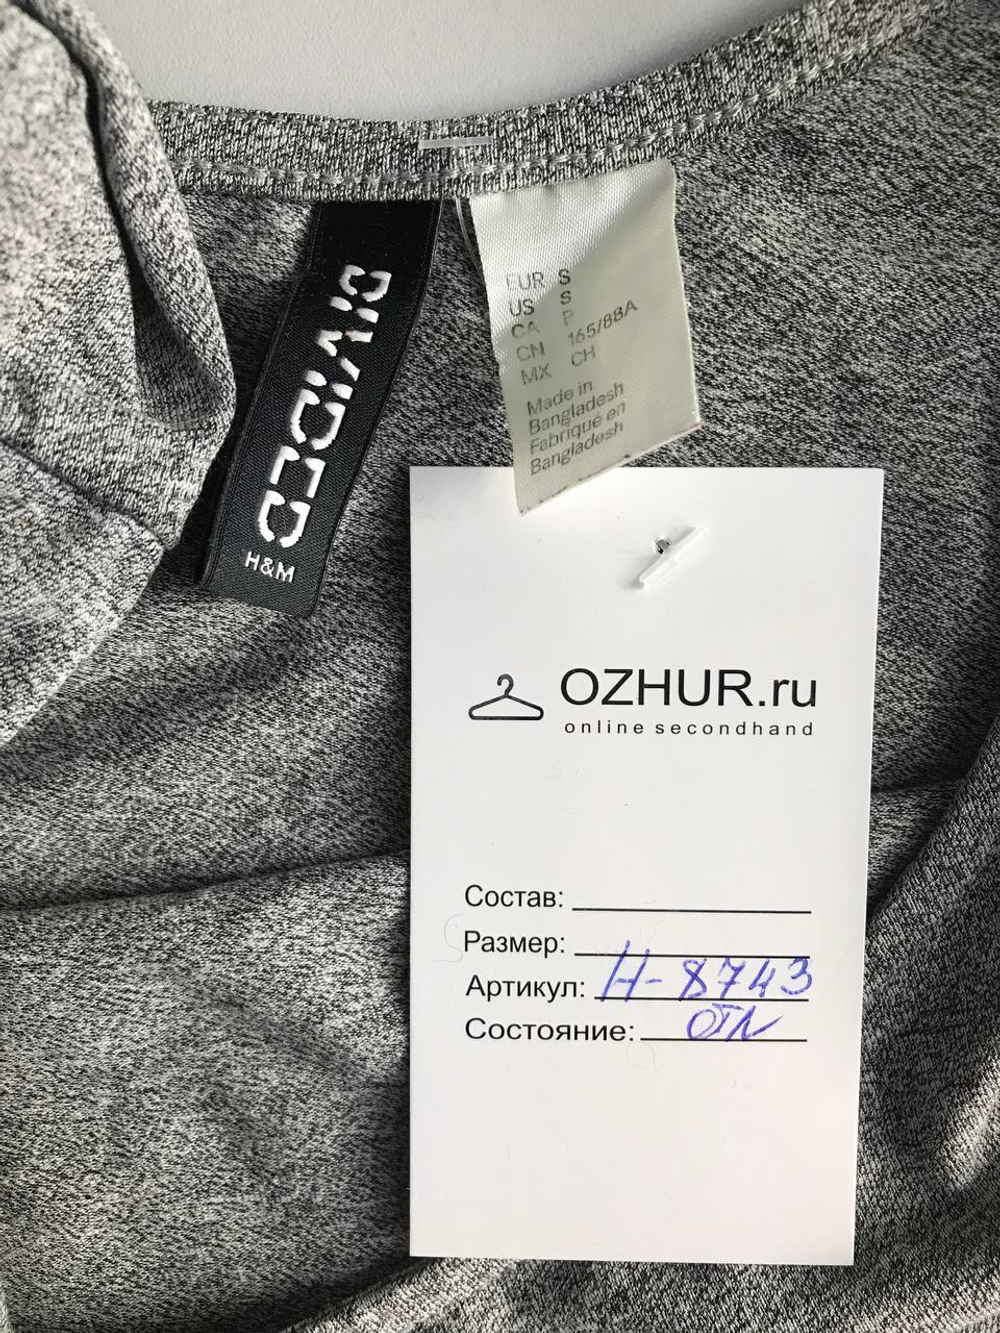 DIVIDED
H&M
EUR S
US S
CA P
CN 165/88A
MX CH
Made in
Bangladesh
Fabriqué en
Bangladesh
OZHUR.ru
online secondhand
Состав:
Размер:
Артикул: Н-8743
Состояние: отл